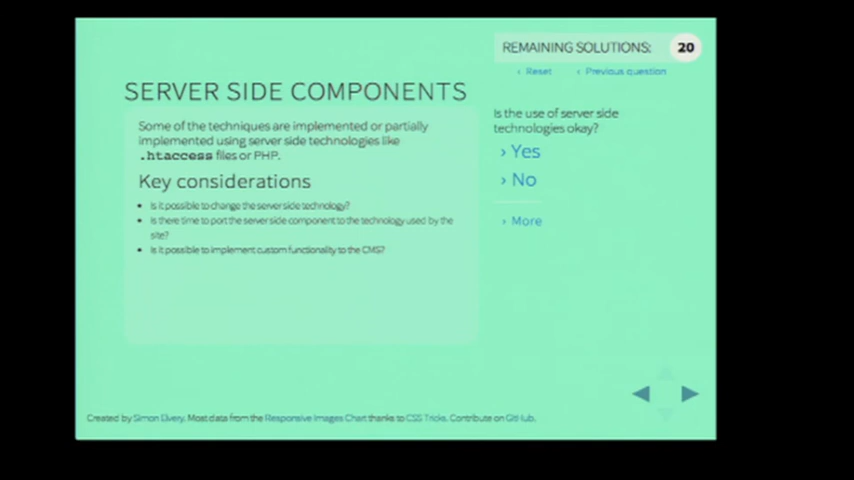 REMAINING SOLUTIONS: 20
‹ Reset ‹ Previous question
SERVER SIDE COMPONENTS
Some of the techniques are implemented or partially
implemented using server side technologies like
.htaccess files or PHP.
Key considerations
• Is it possible to change the server side technology?
• Is there time to port the server side component to the technology used by the
site?
• Is it possible to implement custom functionality to the CMS?
Is the use of server side
technologies okay?
› Yes
› No
› More
Created by Simon Elvery. Most data from the Responsive Images Chart thanks to CSS Tricks. Contribute on GitHub.